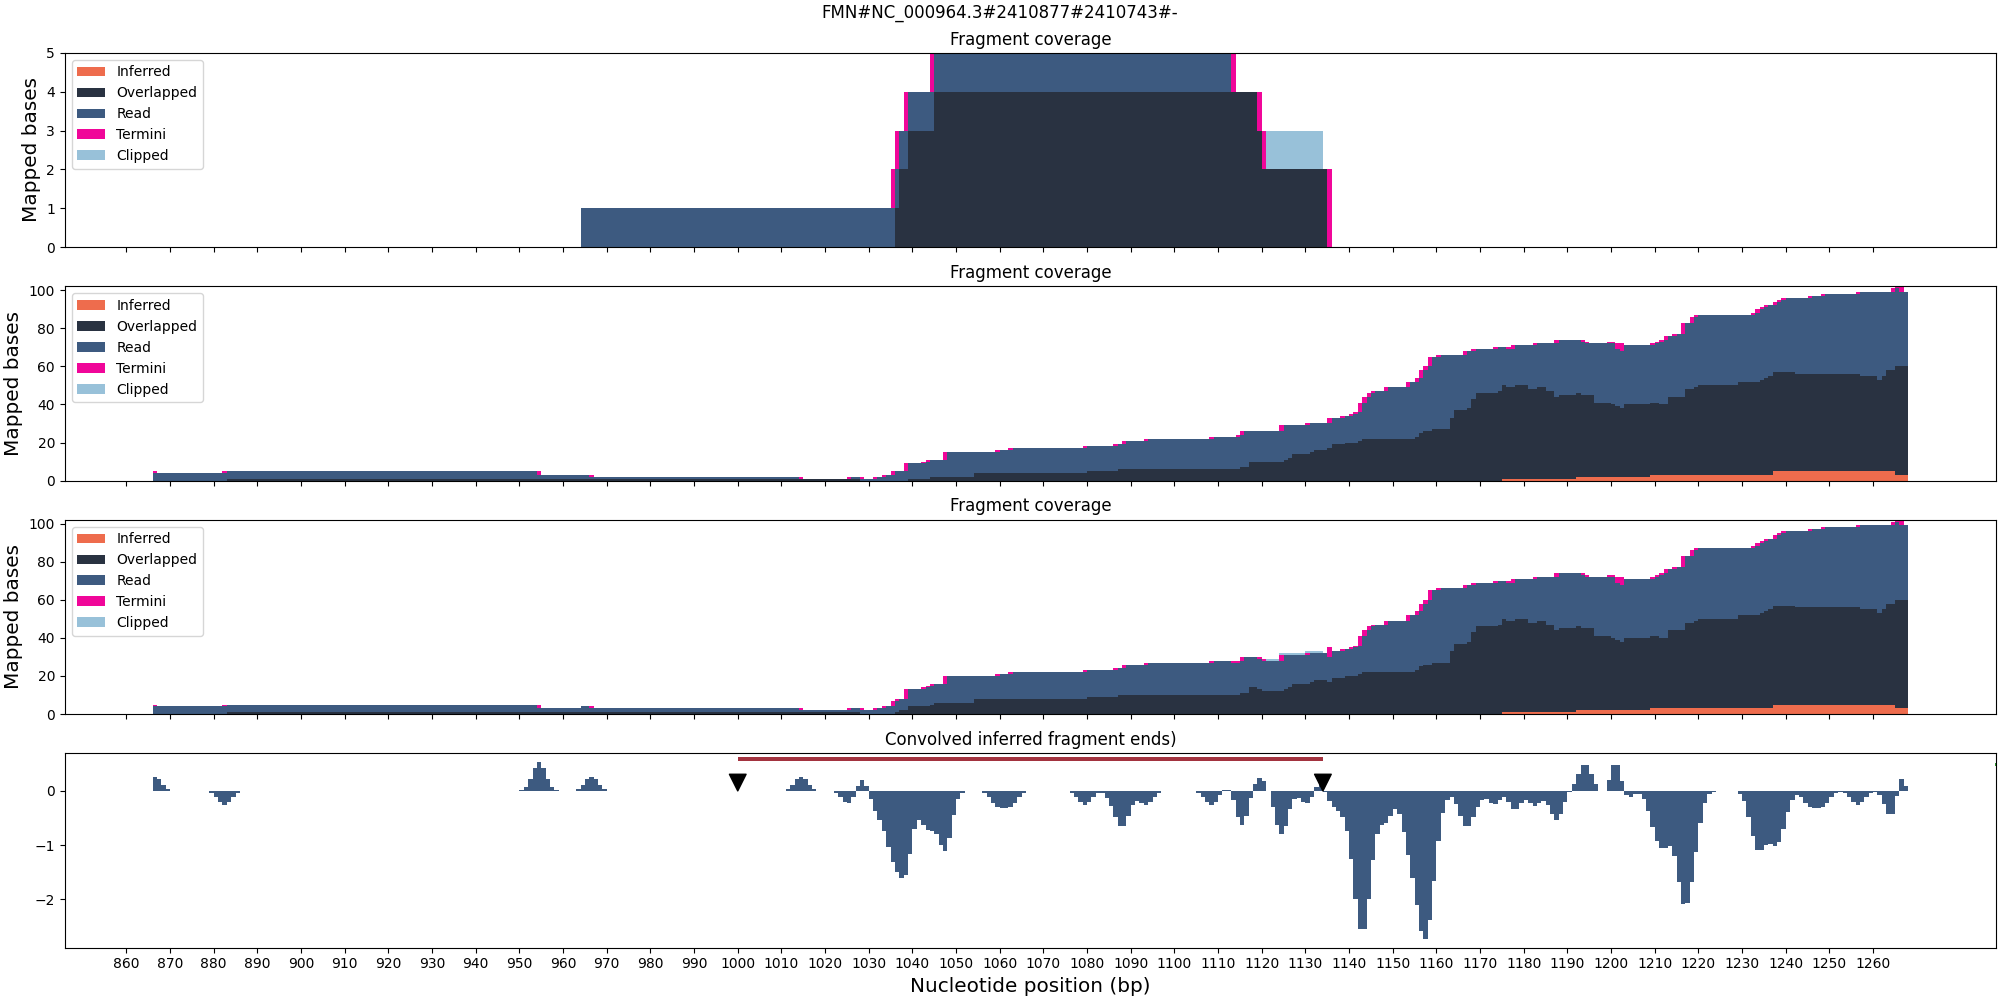 FMN#NC_000964.3#2410877#2410743#-
Fragment coverage
Mapped bases
5
4
3
2
1
0
Inferred
Overlapped
Read
Termini
Clipped
Fragment coverage
Mapped bases
100
80
60
40
20
0
Inferred
Overlapped
Read
Termini
Clipped
Fragment coverage
Mapped bases
100
80
60
40
20
0
Inferred
Overlapped
Read
Termini
Clipped
Convolved inferred fragment ends)
0
−1
−2
860 870 880 890 900 910 920 930 940 950 960 970 980 990 1000 1010 1020 1030 1040 1050 1060 1070 1080 1090 1100 1110 1120 1130 1140 1150 1160 1170 1180 1190 1200 1210 1220 1230 1240 1250 1260
Nucleotide position (bp)